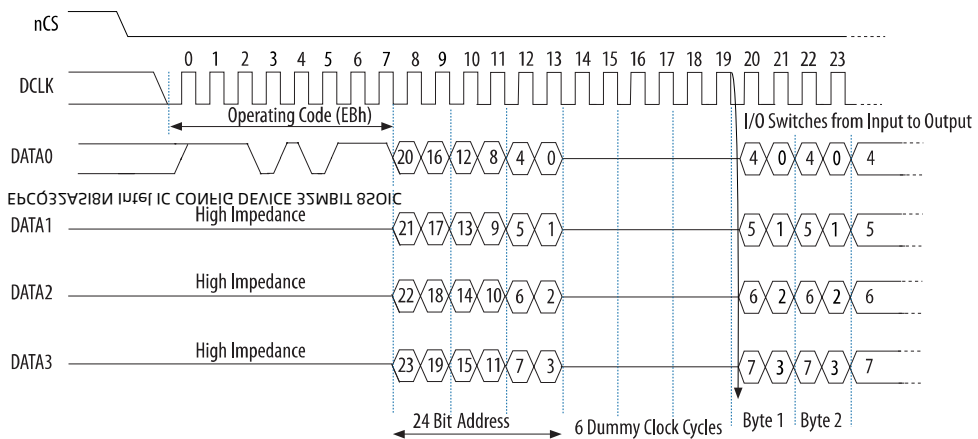 nCS
0 1 2 3 4 5 6 7 8 9 10 11 12 13 14 15 16 17 18 19 20 21 22 23
DCLK
Operating Code (EBh)
I/O Switches from Input to Output
DATA0
20 16 12 8 4 0 4 0 4 0 4
EPCQ32ASI8N Intel IC CONFIG DEVICE 32MBIT 8SOIC
High Impedance
DATA1
21 17 13 9 5 1 5 1 5 1 5
High Impedance
DATA2
22 18 14 10 6 2 6 2 6 2 6
High Impedance
DATA3
23 19 15 11 7 3 7 3 7 3 7
24 Bit Address
6 Dummy Clock Cycles
Byte 1 Byte 2